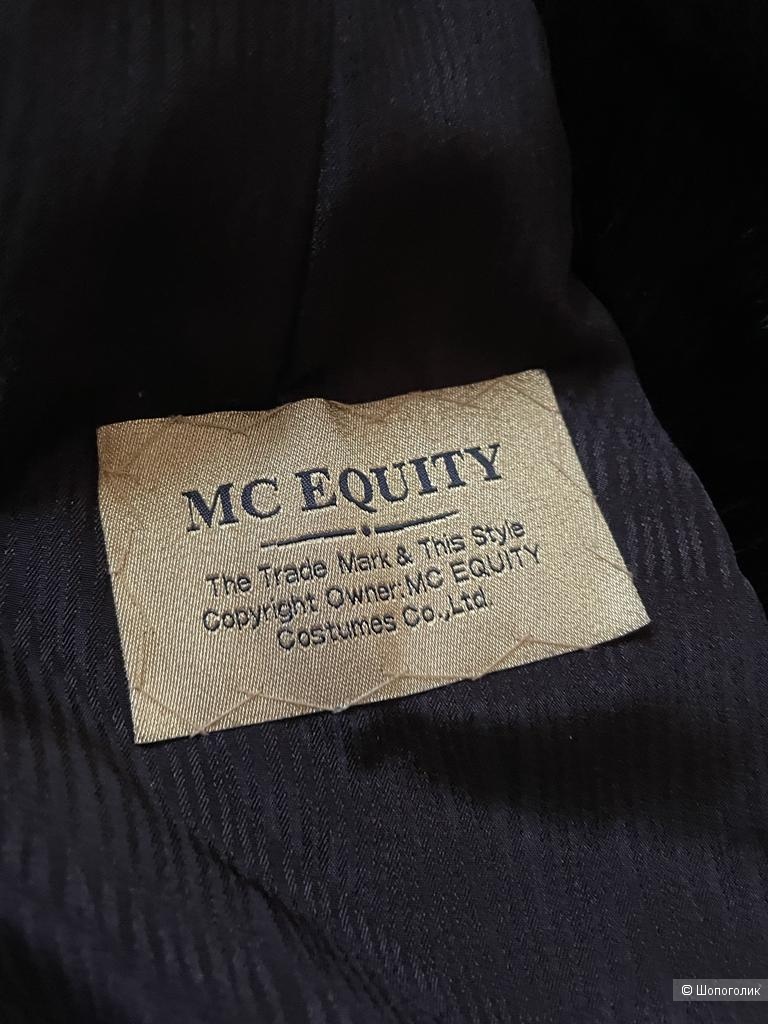 MC EQUITY
The Trade Mark & This Style
Copyright Owner:MC EQUITY
Costumes Co.,Ltd.
© Шопоголик